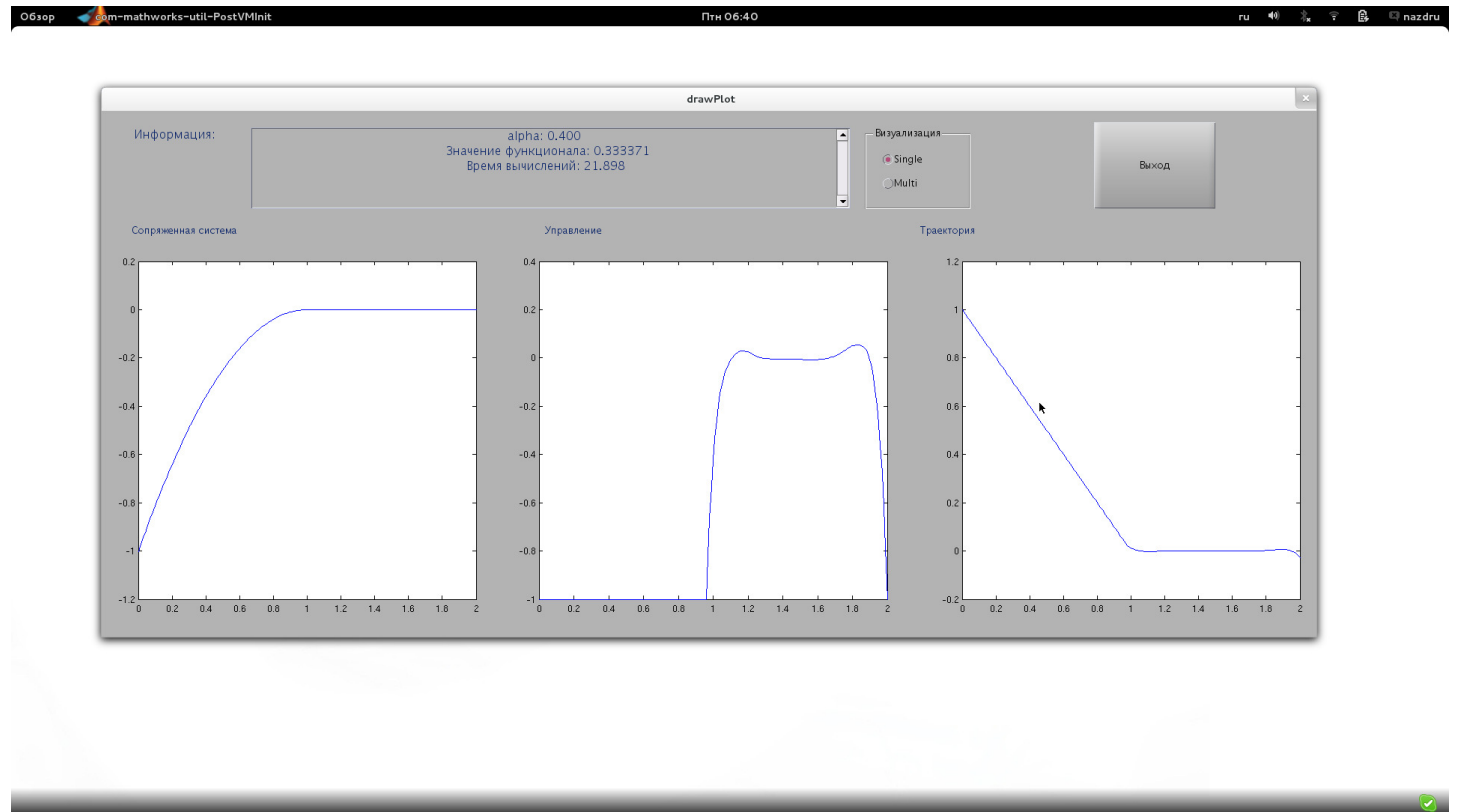 Обзор com-mathworks-util-PostVMInit Птн 06:40 ru nazdru
drawPlot
Информация:
alpha: 0.400
Значение функционала: 0.333371
Время вычислений: 21.898
Визуализация
Single
Multi
Выход
Сопряженная система
0.2
0
-0.2
-0.4
-0.6
-0.8
-1
-1.2
0 0.2 0.4 0.6 0.8 1 1.2 1.4 1.6 1.8 2
Управление
0.4
0.2
0
-0.2
-0.4
-0.6
-0.8
-1
0 0.2 0.4 0.6 0.8 1 1.2 1.4 1.6 1.8 2
Траектория
1.2
1
0.8
0.6
0.4
0.2
0
-0.2
0 0.2 0.4 0.6 0.8 1 1.2 1.4 1.6 1.8 2